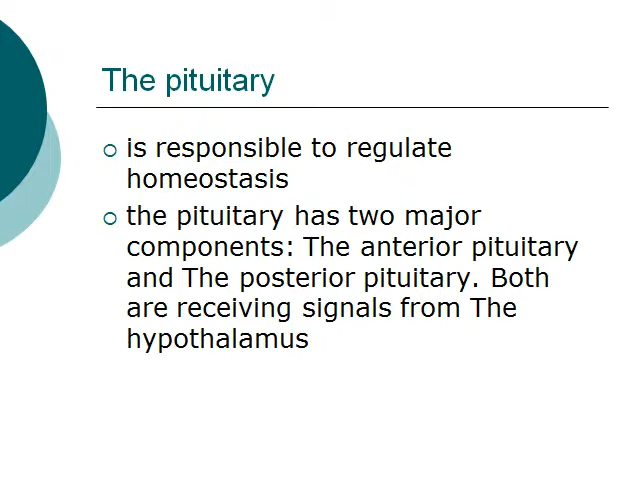 The pituitary
is responsible to regulate
homeostasis
the pituitary has two major
components: The anterior pituitary
and The posterior pituitary. Both
are receiving signals from The
hypothalamus